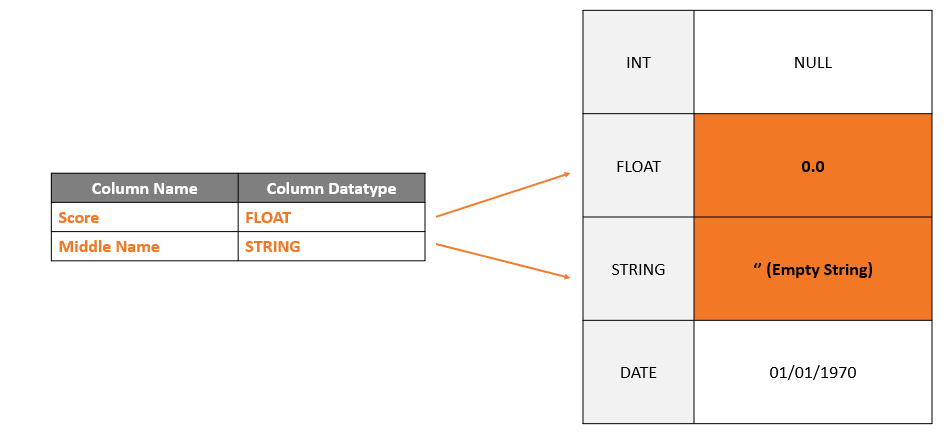 Column Name Column Datatype
Score FLOAT
Middle Name STRING
INT NULL
FLOAT 0.0
STRING ‘’ (Empty String)
DATE 01/01/1970